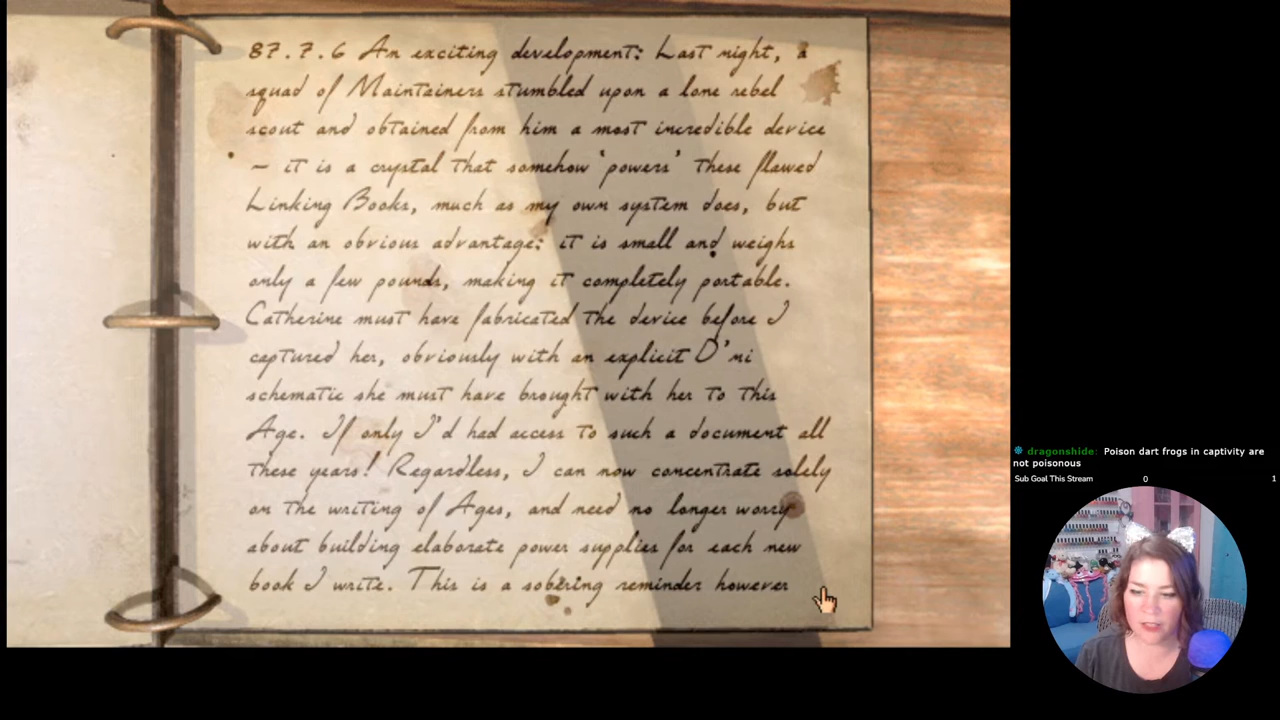 87.7.6 An exciting development: Last night, a
squad of Maintainers stumbled upon a lone rebel
scout and obtained from him a most incredible device
– it is a crystal that somehow 'powers' these flawed
Linking Books, much as my own system does, but
with an obvious advantage: it is small and weighs
only a few pounds, making it completely portable.
Catherine must have fabricated the device before I
captured her, obviously with an explicit D'ni
schematic she must have brought with her to this
Age. If only I'd had access to such a document all
these years! Regardless, I can now concentrate solely
on the writing of Ages, and need no longer worry
about building elaborate power supplies for each new
book I write. This is a sobering reminder however
dragonshide: Poison dart frogs in captivity are
not poisonous
Sub Goal This Stream 0 1